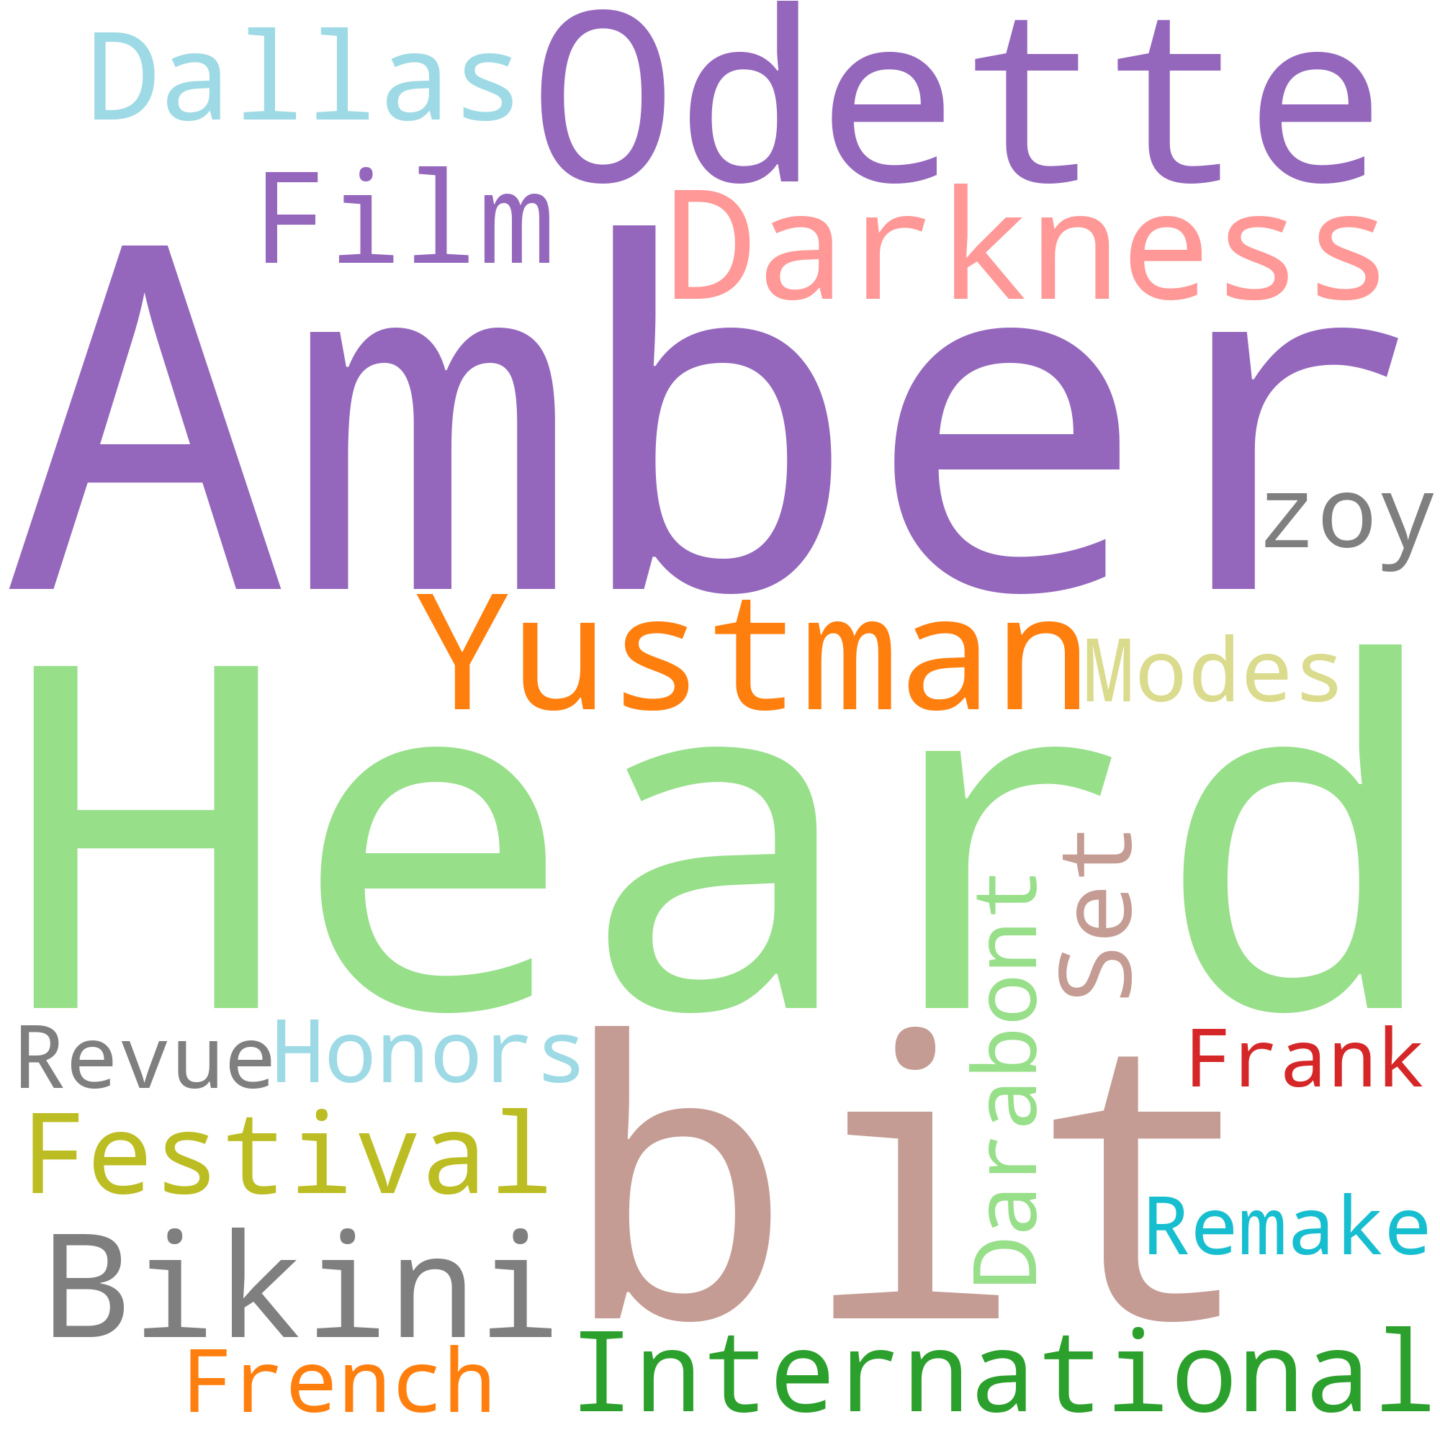 Dallas
Odette
Film
Darkness
Amber
zoy
Yustman
Modes
Heard
Set
Darabont
Revue
Honors
bit
Frank
Festival
Remake
Bikini
French
International